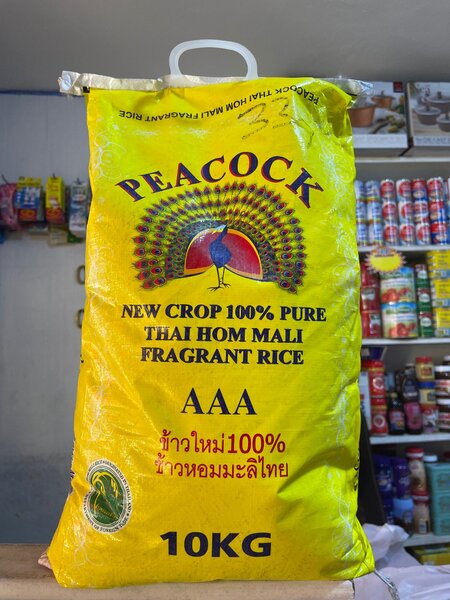 PEACOCK THAI HOM MALI FRAGRANT RICE
PEACOCK
NEW CROP 100% PURE
THAI HOM MALI
FRAGRANT RICE
AAA
ข้าวใหม่100%
ข้าวหอมมะลิไทย
10KG